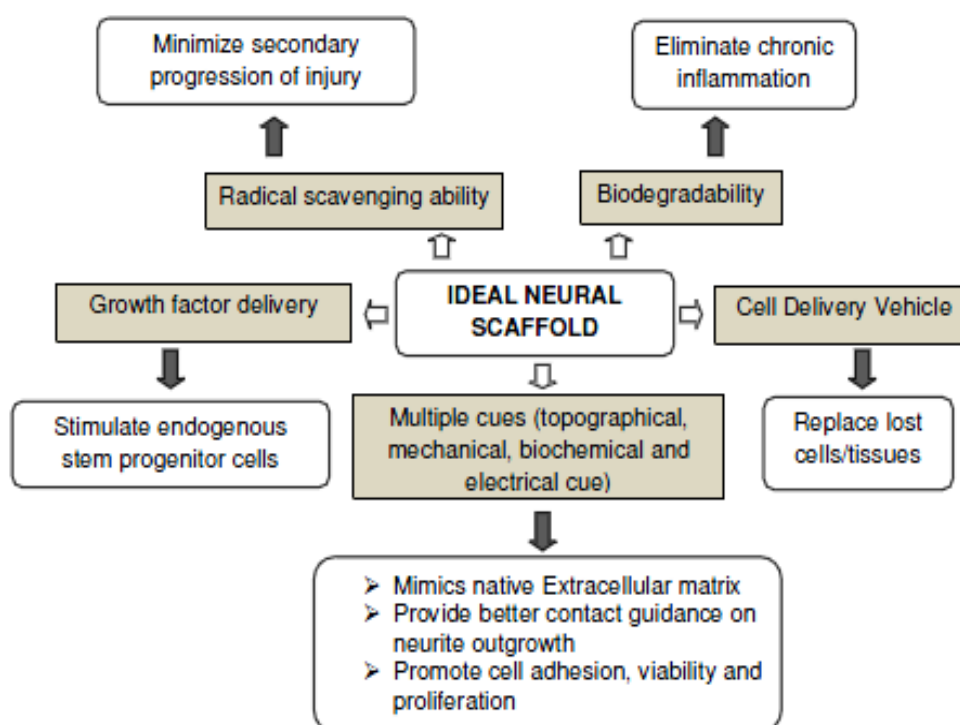 Minimize secondary
progression of injury
Eliminate chronic
inflammation
Radical scavenging ability
Biodegradability
Growth factor delivery
IDEAL NEURAL
SCAFFOLD
Cell Delivery Vehicle
Stimulate endogenous
stem progenitor cells
Multiple cues (topographical,
mechanical, biochemical and
electrical cue)
Replace lost
cells/tissues
➢ Mimics native Extracellular matrix
➢ Provide better contact guidance on
neurite outgrowth
➢ Promote cell adhesion, viability and
proliferation